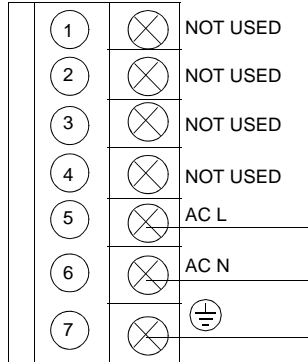 1 NOT USED
2 NOT USED
3 NOT USED
4 NOT USED
5 AC L
6 AC N
7